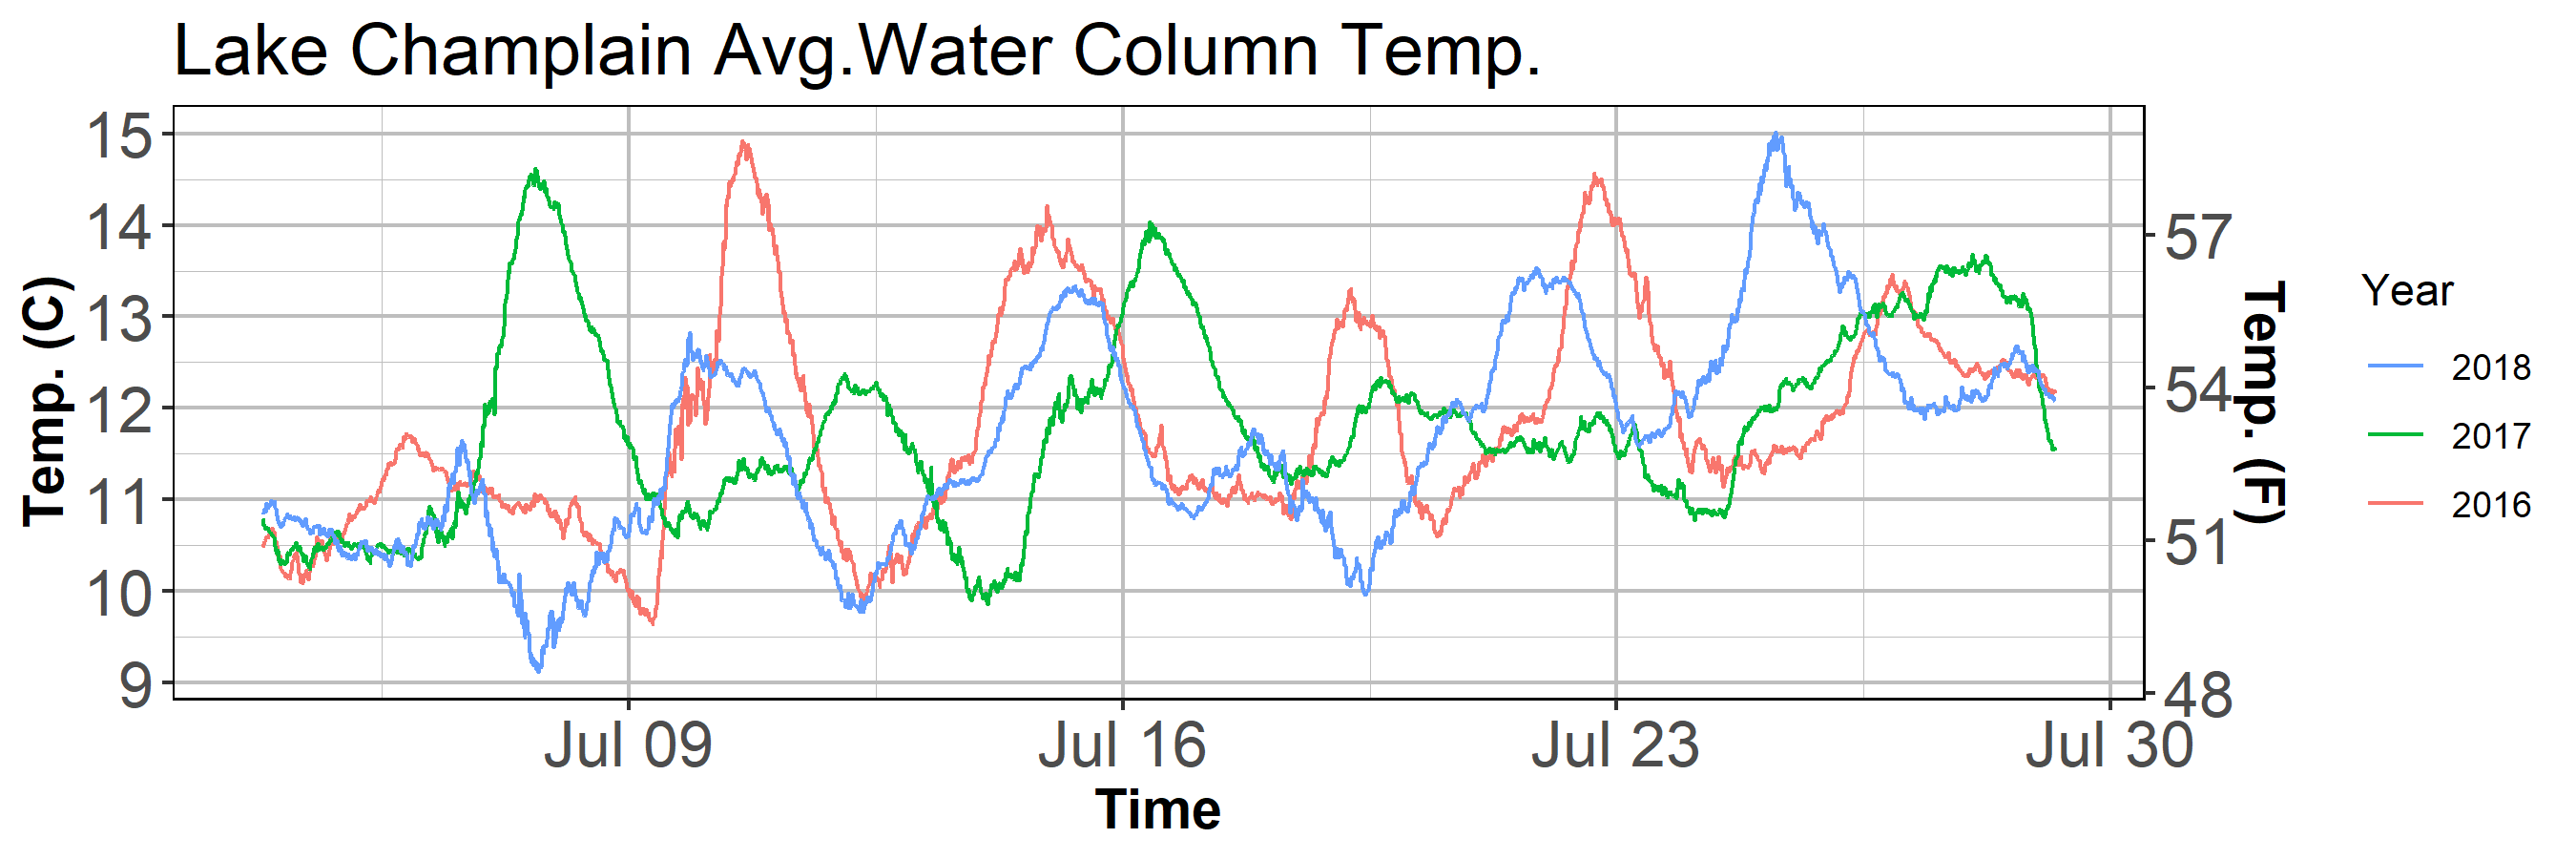 Lake Champlain Avg.Water Column Temp.
15
14
13
12
11
10
9
Temp. (C)
57
54
51
48
Temp. (F)
Jul 09
Jul 16
Jul 23
Jul 30
Time
Year
2018
2017
2016